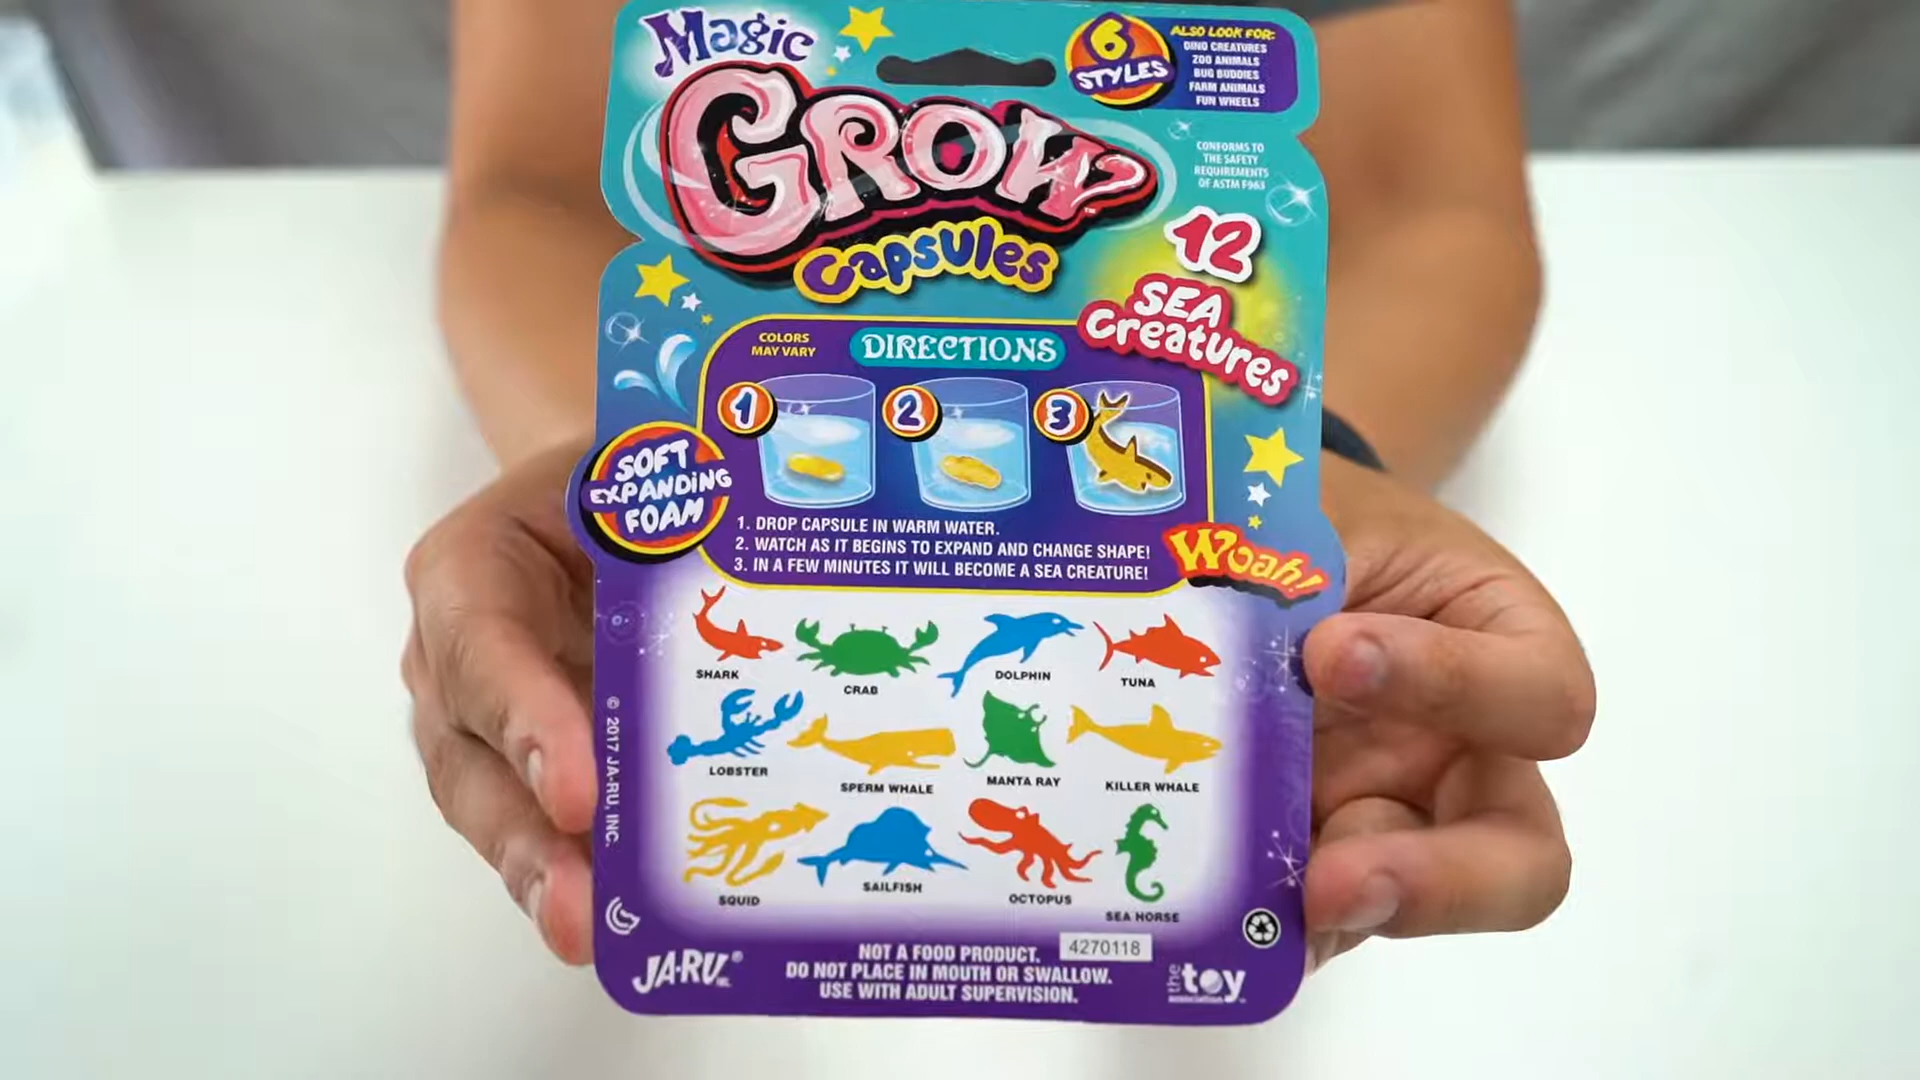 Magic
GROW™
Capsules
6
STYLES
ALSO LOOK FOR:
DINO CREATURES
ZOO ANIMALS
BUG BUDDIES
FARM ANIMALS
FUN WHEELS
CONFORMS TO
THE SAFETY
REQUIREMENTS
OF ASTM F963
12
SEA
Creatures
COLORS
MAY VARY
DIRECTIONS
1
2
3
SOFT
EXPANDING
FOAM
1. DROP CAPSULE IN WARM WATER.
2. WATCH AS IT BEGINS TO EXPAND AND CHANGE SHAPE!
3. IN A FEW MINUTES IT WILL BECOME A SEA CREATURE!
Woah!
SHARK
CRAB
DOLPHIN
TUNA
LOBSTER
SPERM WHALE
MANTA RAY
KILLER WHALE
SQUID
SAILFISH
OCTOPUS
SEA HORSE
© 2017 JA-RU, INC.
JA-RU® INC.
NOT A FOOD PRODUCT.
DO NOT PLACE IN MOUTH OR SWALLOW.
USE WITH ADULT SUPERVISION.
4270118
the toy
association